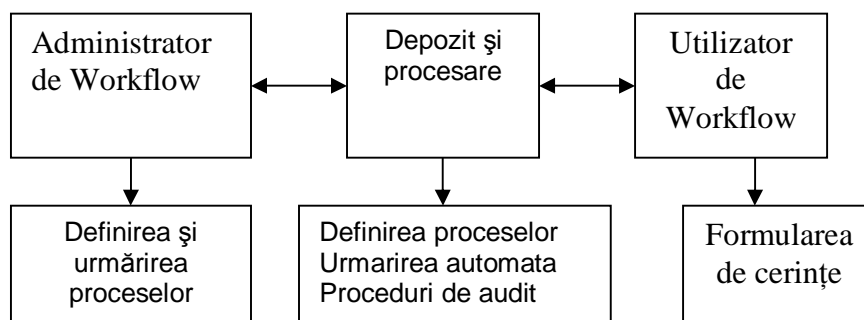 Administrator
de Workflow
Depozit şi
procesare
Utilizator
de
Workflow
Definirea şi
urmărirea
proceselor
Definirea proceselor
Urmarirea automata
Proceduri de audit
Formularea
de cerințe